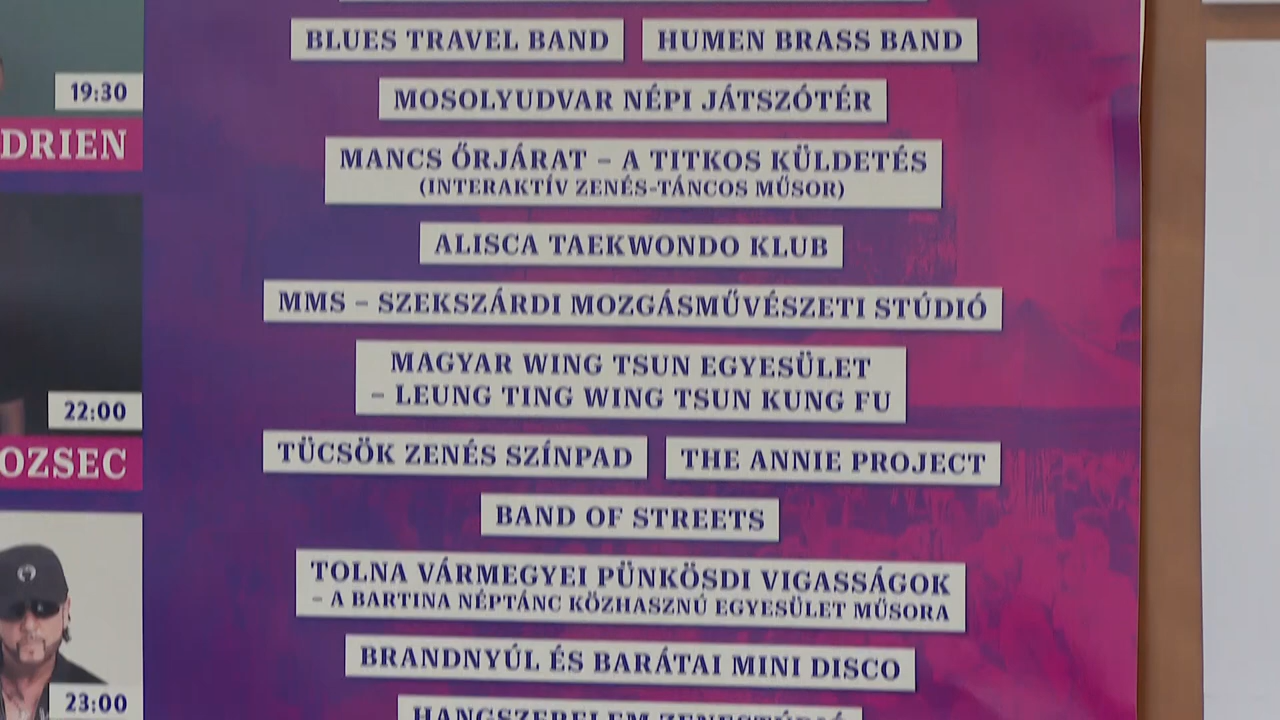 19:30
DRIEN
22:00
OZSEC
23:00
BLUES TRAVEL BAND
HUMEN BRASS BAND
MOSOLYUDVAR NÉPI JÁTSZÓTÉR
MANCS ŐRJÁRAT – A TITKOS KÜLDETÉS
(INTERAKTÍV ZENÉS-TÁNCOS MŰSOR)
ALISCA TAEKWONDO KLUB
MMS – SZEKSZÁRDI MOZGÁSMŰVÉSZETI STÚDIÓ
MAGYAR WING TSUN EGYESÜLET
– LEUNG TING WING TSUN KUNG FU
TÜCSÖK ZENÉS SZÍNPAD
THE ANNIE PROJECT
BAND OF STREETS
TOLNA VÁRMEGYEI PÜNKÖSDI VIGASSÁGOK
– A BARTINA NÉPTÁNC KÖZHASZNÚ EGYESÜLET MŰSORA
BRANDNYÚL ÉS BARÁTAI MINI DISCO
HANGSZERELEM ZENESTÚDIÓ